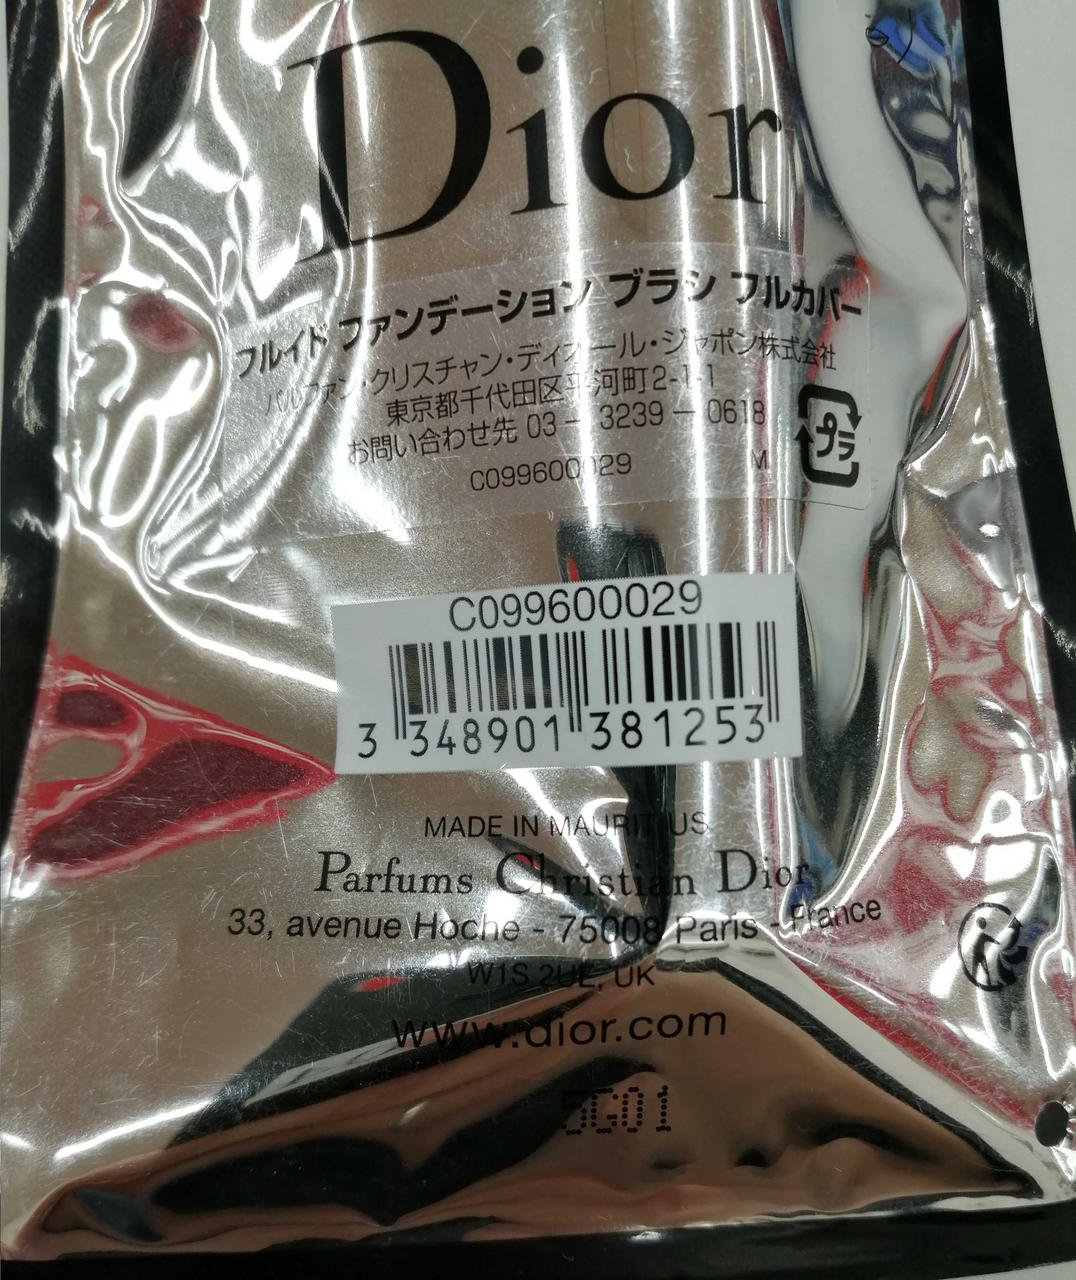 Dior
フルイド ファンデーション ブラシ フルカバー
パルファン・クリスチャン・ディオール・ジャポン株式会社
東京都千代田区平河町2-1-1
お問い合わせ先 03 - 3239 - 0618
C099600029 M
プラ
C099600029
3 348901 381253
MADE IN MAURITIUS
Parfums Christian Dior
33, avenue Hoche - 75008 Paris - France
W1S 2UE, UK
www.dior.com
5G01